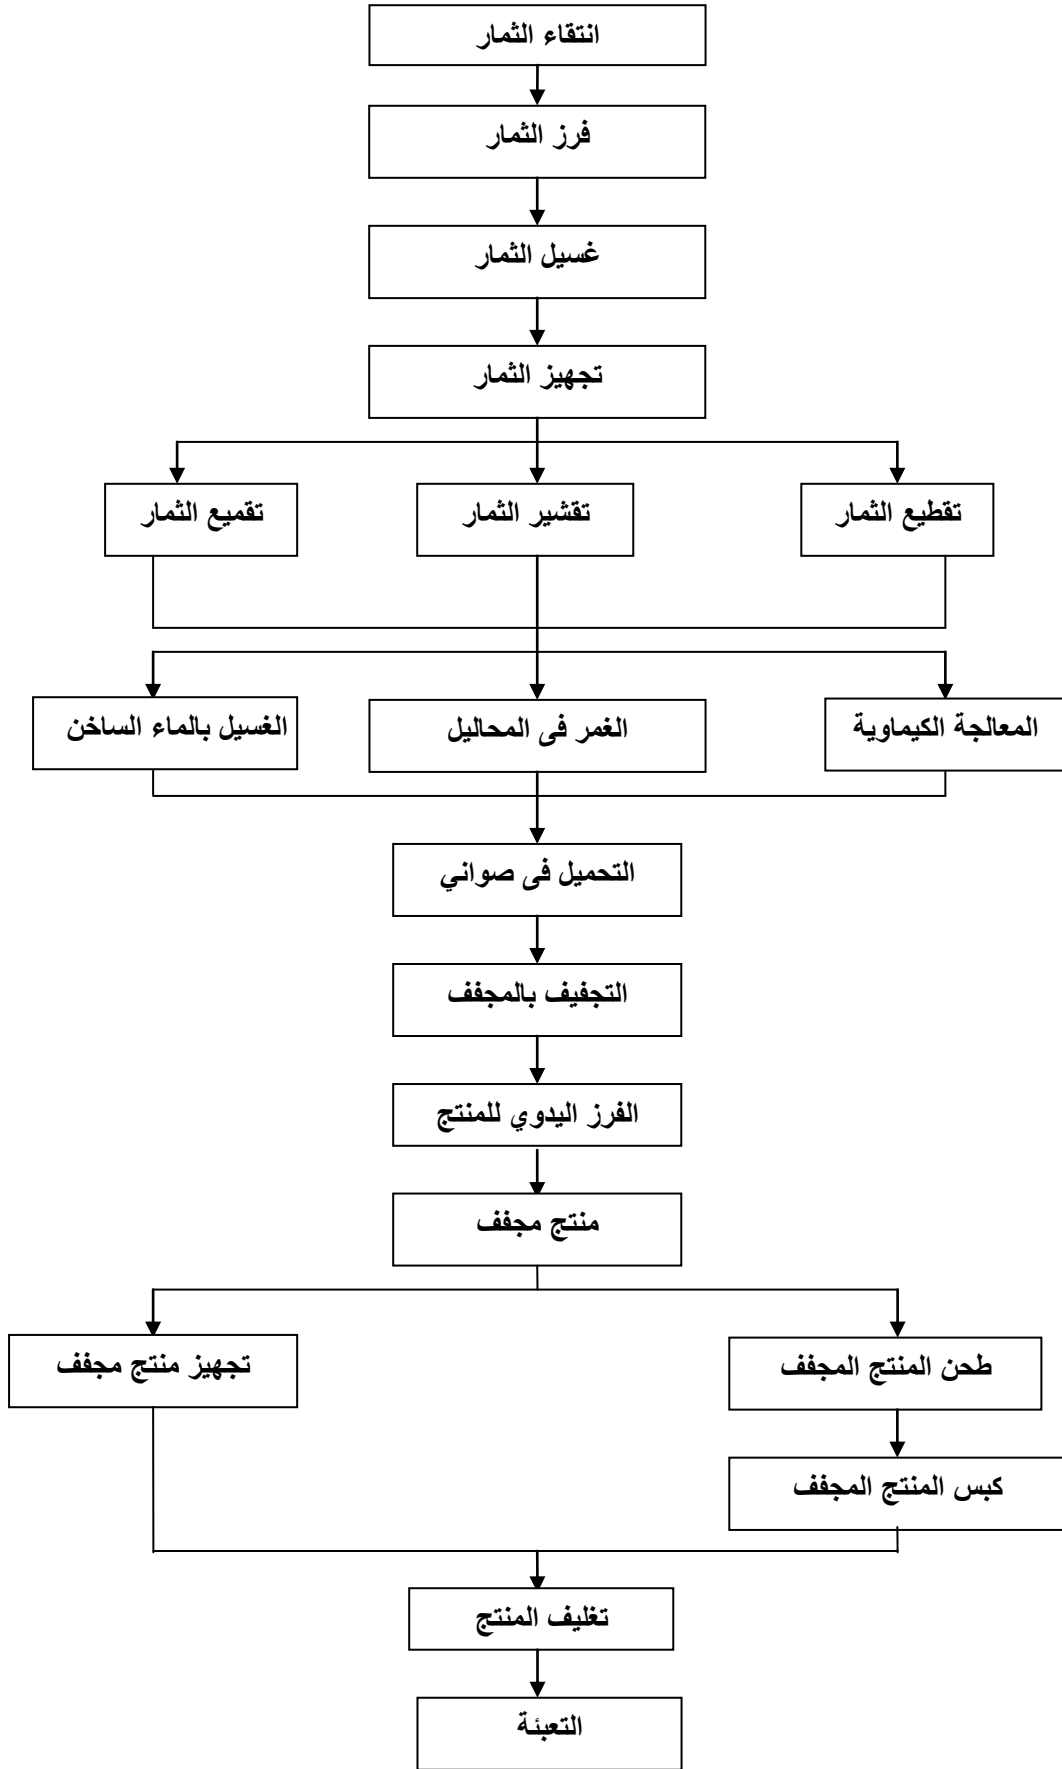 انتقاء الثمار
فرز الثمار
غسيل الثمار
تجهيز الثمار
تقطيع الثمار
تقشير الثمار
تقميع الثمار
المعالجة الكيماوية
الغمر فى المحاليل
الغسيل بالماء الساخن
التحميل فى صواني
التجفيف بالمجفف
الفرز اليدوي للمنتج
منتج مجفف
طحن المنتج المجفف
تجهيز منتج مجفف
كبس المنتج المجفف
تغليف المنتج
التعبئة